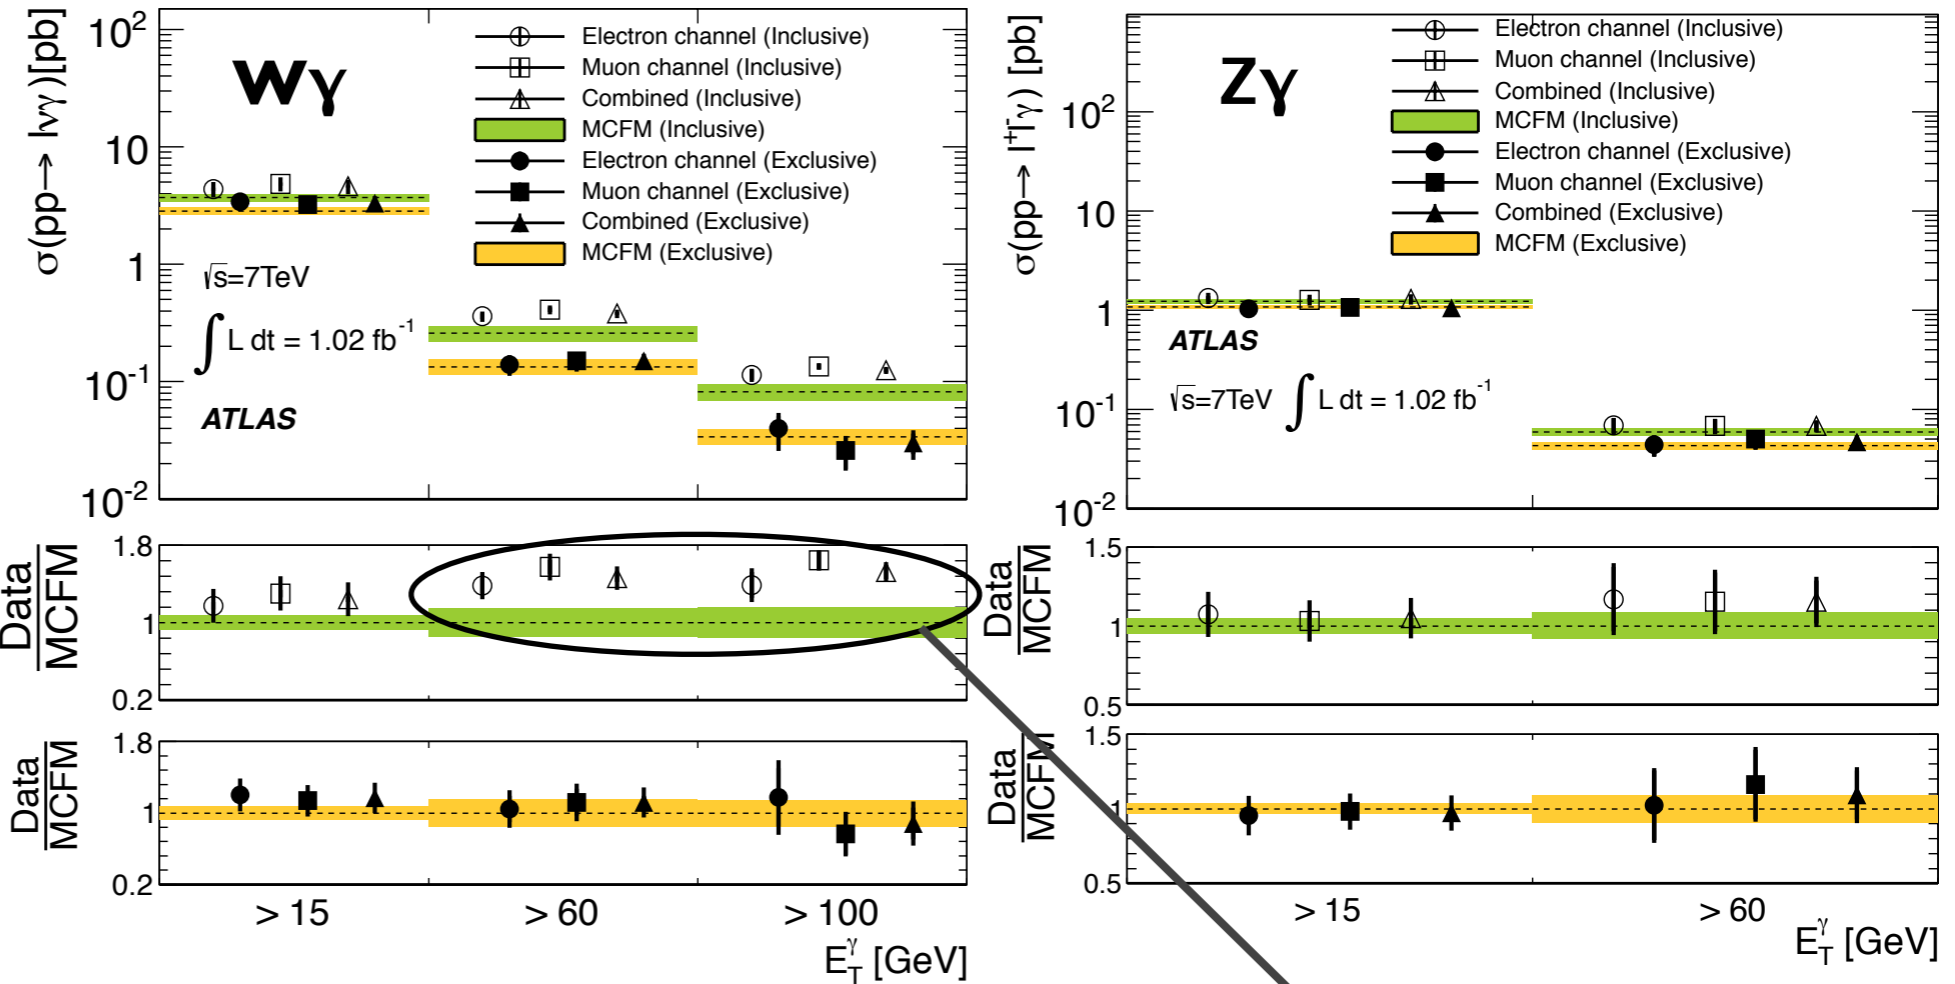 σ(pp→ lνγ)[pb]
10²
10
1
10⁻¹
10⁻²
Wγ
Electron channel (Inclusive)
Muon channel (Inclusive)
Combined (Inclusive)
MCFM (Inclusive)
Electron channel (Exclusive)
Muon channel (Exclusive)
Combined (Exclusive)
MCFM (Exclusive)
√s=7TeV
∫ L dt = 1.02 fb⁻¹
ATLAS
Data
MCFM
1.8
1
0.2
Data
MCFM
1.8
1
0.2
> 15
> 60
> 100
E_T^γ [GeV]
σ(pp→ l⁺l⁻γ) [pb]
10²
10
1
10⁻¹
10⁻²
Zγ
Electron channel (Inclusive)
Muon channel (Inclusive)
Combined (Inclusive)
MCFM (Inclusive)
Electron channel (Exclusive)
Muon channel (Exclusive)
Combined (Exclusive)
MCFM (Exclusive)
ATLAS
√s=7TeV ∫ L dt = 1.02 fb⁻¹
Data
MCFM
1.5
1
0.5
Data
MCFM
1.5
1
0.5
> 15
> 60
E_T^γ [GeV]